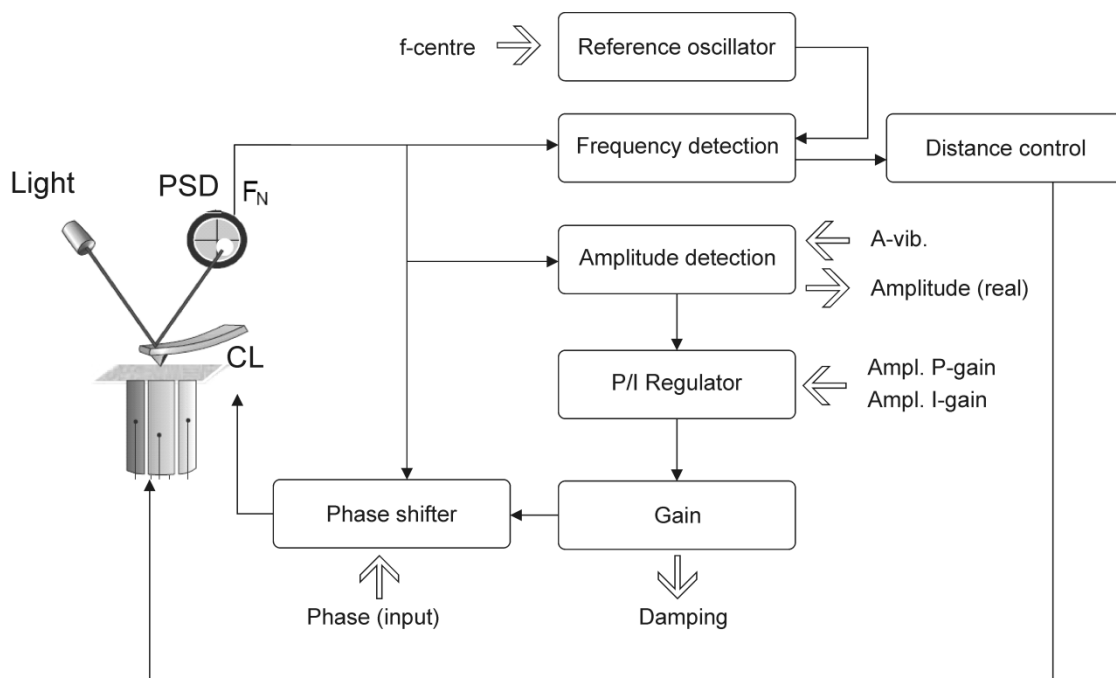 f-centre
Reference oscillator
Frequency detection
Distance control
Light
PSD
F_N
Amplitude detection
A-vib.
Amplitude (real)
CL
P/I Regulator
Ampl. P-gain
Ampl. I-gain
Phase shifter
Gain
Phase (input)
Damping